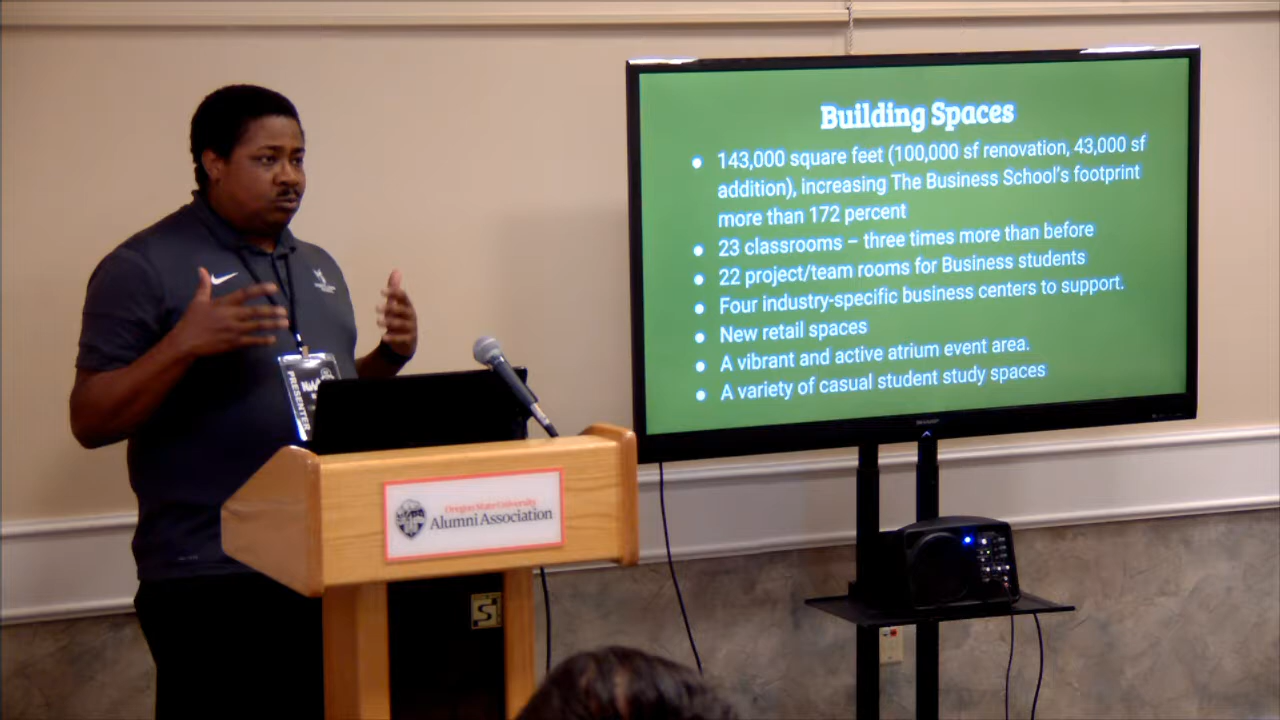 Building Spaces
• 143,000 square feet (100,000 sf renovation, 43,000 sf
addition), increasing The Business School's footprint
more than 172 percent
• 23 classrooms – three times more than before
• 22 project/team rooms for Business students
• Four industry-specific business centers to support.
• New retail spaces
• A vibrant and active atrium event area.
• A variety of casual student study spaces
SHARP
PRESENTER
Oregon State University
Alumni Association
S